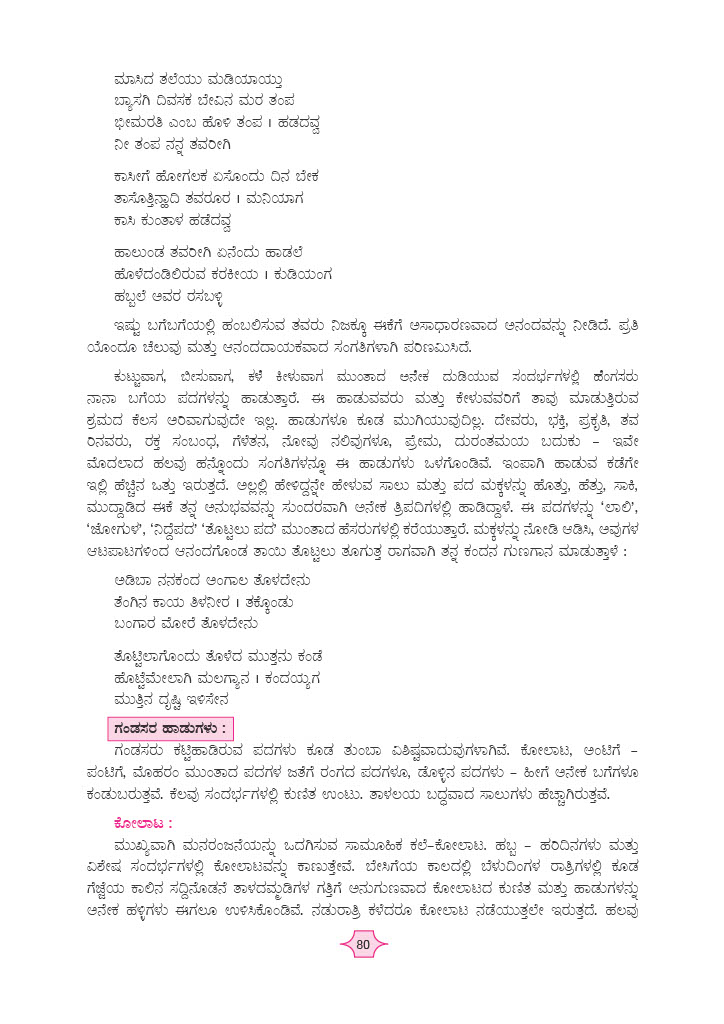 ಮಾಸಿದ ತಲೆಯು ಮಡಿಯಾಯ್ತು
ಬ್ಯಾಸಗಿ ದಿವಸಕ ಬೇವಿನ ಮರ ತಂಪ
ಭೀಮರತಿ ಎಂಬ ಹೊಳಿ ತಂಪ । ಹಡದವ್ವ
ನೀ ತಂಪ ನನ್ನ ತವರೀಗಿ
ಕಾಸೀಗೆ ಹೋಗಲಕ ಏಸೊಂದು ದಿನ ಬೇಕ
ತಾಸೊತ್ತಿನ್ಹಾದಿ ತವರೂರ । ಮನಿಯಾಗ
ಕಾಸಿ ಕುಂತಾಳ ಹಡೆದವ್ವ
ಹಾಲುಂಡ ತವರೀಗಿ ಏನೆಂದು ಹಾಡಲೆ
ಹೊಳೆದಂಡಿಲಿರುವ ಕರಕೀಯ । ಕುಡಿಯಂಗ
ಹಬ್ಬಲೆ ಅವರ ರಸಬಳ್ಳಿ
ಇಷ್ಟು ಬಗೆಬಗೆಯಲ್ಲಿ ಹಂಬಲಿಸುವ ತವರು ನಿಜಕ್ಕೂ ಈಕೆಗೆ ಅಸಾಧಾರಣವಾದ ಆನಂದವನ್ನು ನೀಡಿದೆ. ಪ್ರತಿ
ಯೊಂದೂ ಚೆಲುವು ಮತ್ತು ಆನಂದದಾಯಕವಾದ ಸಂಗತಿಗಳಾಗಿ ಪರಿಣಮಿಸಿದೆ.
ಕುಟ್ಟುವಾಗ, ಬೀಸುವಾಗ, ಕಳೆ ಕೀಳುವಾಗ ಮುಂತಾದ ಅನೇಕ ದುಡಿಯುವ ಸಂದರ್ಭಗಳಲ್ಲಿ ಹೆಂಗಸರು
ನಾನಾ ಬಗೆಯ ಪದಗಳನ್ನು ಹಾಡುತ್ತಾರೆ. ಈ ಹಾಡುವವರು ಮತ್ತು ಕೇಳುವವರಿಗೆ ತಾವು ಮಾಡುತ್ತಿರುವ
ಶ್ರಮದ ಕೆಲಸ ಅರಿವಾಗುವುದೇ ಇಲ್ಲ. ಹಾಡುಗಳೂ ಕೂಡ ಮುಗಿಯುವುದಿಲ್ಲ. ದೇವರು, ಭಕ್ತಿ, ಪ್ರಕೃತಿ, ತವ
ರಿನವರು, ರಕ್ತ ಸಂಬಂಧ, ಗೆಳೆತನ, ನೋವು ನಲಿವುಗಳೂ, ಪ್ರೇಮ, ದುರಂತಮಯ ಬದುಕು – ಇವೇ
ಮೊದಲಾದ ಹಲವು ಹನ್ನೊಂದು ಸಂಗತಿಗಳನ್ನೂ ಈ ಹಾಡುಗಳು ಒಳಗೊಂಡಿವೆ. ಇಂಪಾಗಿ ಹಾಡುವ ಕಡೆಗೇ
ಇಲ್ಲಿ ಹೆಚ್ಚಿನ ಒತ್ತು ಇರುತ್ತದೆ. ಅಲ್ಲಲ್ಲಿ ಹೇಳಿದ್ದನ್ನೇ ಹೇಳುವ ಸಾಲು ಮತ್ತು ಪದ ಮಕ್ಕಳನ್ನು ಹೊತ್ತು, ಹೆತ್ತು, ಸಾಕಿ,
ಮುದ್ದಾಡಿದ ಈಕೆ ತನ್ನ ಅನುಭವವನ್ನು ಸುಂದರವಾಗಿ ಅನೇಕ ತ್ರಿಪದಿಗಳಲ್ಲಿ ಹಾಡಿದ್ದಾಳೆ. ಈ ಪದಗಳನ್ನು ‘ಲಾಲಿ’,
‘ಜೋಗುಳ’, ‘ನಿದ್ದೆಪದ’ ‘ತೊಟ್ಟಲು ಪದ’ ಮುಂತಾದ ಹೆಸರುಗಳಲ್ಲಿ ಕರೆಯುತ್ತಾರೆ. ಮಕ್ಕಳನ್ನು ನೋಡಿ ಆಡಿಸಿ, ಅವುಗಳ
ಆಟಪಾಟಗಳಿಂದ ಆನಂದಗೊಂಡ ತಾಯಿ ತೊಟ್ಟಲು ತೂಗುತ್ತ ರಾಗವಾಗಿ ತನ್ನ ಕಂದನ ಗುಣಗಾನ ಮಾಡುತ್ತಾಳೆ :
ಅಡಿಬಾ ನನಕಂದ ಅಂಗಾಲ ತೊಳದೇನು
ತೆಂಗಿನ ಕಾಯ ತಿಳನೀರ । ತಕ್ಕೊಂಡು
ಬಂಗಾರ ಮೋರೆ ತೊಳದೇನು
ತೊಟ್ಟಿಲಾಗೊಂದು ತೊಳೆದ ಮುತ್ತನು ಕಂಡೆ
ಹೊಟ್ಟೆಮೇಲಾಗಿ ಮಲಗ್ಯಾನ । ಕಂದಯ್ಯಗ
ಮುತ್ತಿನ ದೃಷ್ಟಿ ಇಳಿಸೇನ
ಗಂಡಸರ ಹಾಡುಗಳು :
ಗಂಡಸರು ಕಟ್ಟಿಹಾಡಿರುವ ಪದಗಳು ಕೂಡ ತುಂಬಾ ವಿಶಿಷ್ಟವಾದುವುಗಳಾಗಿವೆ. ಕೋಲಾಟ, ಅಂಟಿಗೆ –
ಪಂಟಿಗೆ, ಮೊಹರಂ ಮುಂತಾದ ಪದಗಳ ಜತೆಗೆ ರಂಗದ ಪದಗಳೂ, ಡೊಳ್ಳಿನ ಪದಗಳು – ಹೀಗೆ ಅನೇಕ ಬಗೆಗಳೂ
ಕಂಡುಬರುತ್ತವೆ. ಕೆಲವು ಸಂದರ್ಭಗಳಲ್ಲಿ ಕುಣಿತ ಉಂಟು. ತಾಳಲಯ ಬದ್ಧವಾದ ಸಾಲುಗಳು ಹೆಚ್ಚಾಗಿರುತ್ತವೆ.
ಕೋಲಾಟ :
ಮುಖ್ಯವಾಗಿ ಮನರಂಜನೆಯನ್ನು ಒದಗಿಸುವ ಸಾಮೂಹಿಕ ಕಲೆ–ಕೋಲಾಟ. ಹಬ್ಬ – ಹರಿದಿನಗಳು ಮತ್ತು
ವಿಶೇಷ ಸಂದರ್ಭಗಳಲ್ಲಿ ಕೋಲಾಟವನ್ನು ಕಾಣುತ್ತೇವೆ. ಬೇಸಿಗೆಯ ಕಾಲದಲ್ಲಿ ಬೆಳುದಿಂಗಳ ರಾತ್ರಿಗಳಲ್ಲಿ ಕೂಡ
ಗೆಜ್ಜೆಯ ಕಾಲಿನ ಸದ್ದಿನೊಡನೆ ತಾಳದಮ್ಮಡಿಗಳ ಗತ್ತಿಗೆ ಅನುಗುಣವಾದ ಕೋಲಾಟದ ಕುಣಿತ ಮತ್ತು ಹಾಡುಗಳನ್ನು
ಅನೇಕ ಹಳ್ಳಿಗಳು ಈಗಲೂ ಉಳಿಸಿಕೊಂಡಿವೆ. ನಡುರಾತ್ರಿ ಕಳೆದರೂ ಕೋಲಾಟ ನಡೆಯುತ್ತಲೇ ಇರುತ್ತದೆ. ಹಲವು
80